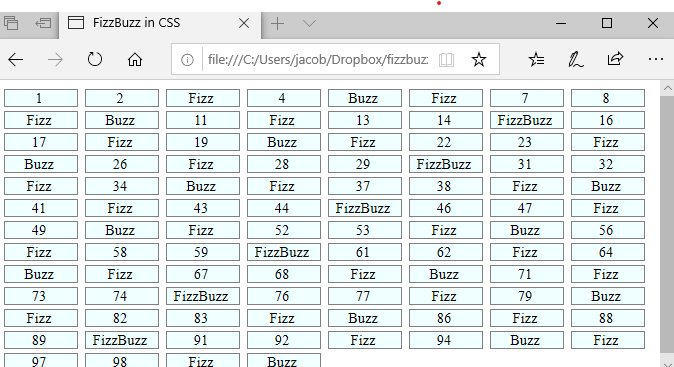 FizzBuzz in CSS
file:///C:/Users/jacob/Dropbox/fizzbuzz
1 2 Fizz 4 Buzz Fizz 7 8
Fizz Buzz 11 Fizz 13 14 FizzBuzz 16
17 Fizz 19 Buzz Fizz 22 23 Fizz
Buzz 26 Fizz 28 29 FizzBuzz 31 32
Fizz 34 Buzz Fizz 37 38 Fizz Buzz
41 Fizz 43 44 FizzBuzz 46 47 Fizz
49 Buzz Fizz 52 53 Fizz Buzz 56
Fizz 58 59 FizzBuzz 61 62 Fizz 64
Buzz Fizz 67 68 Fizz Buzz 71 Fizz
73 74 FizzBuzz 76 77 Fizz 79 Buzz
Fizz 82 83 Fizz Buzz 86 Fizz 88
89 FizzBuzz 91 92 Fizz 94 Buzz Fizz
97 98 Fizz Buzz